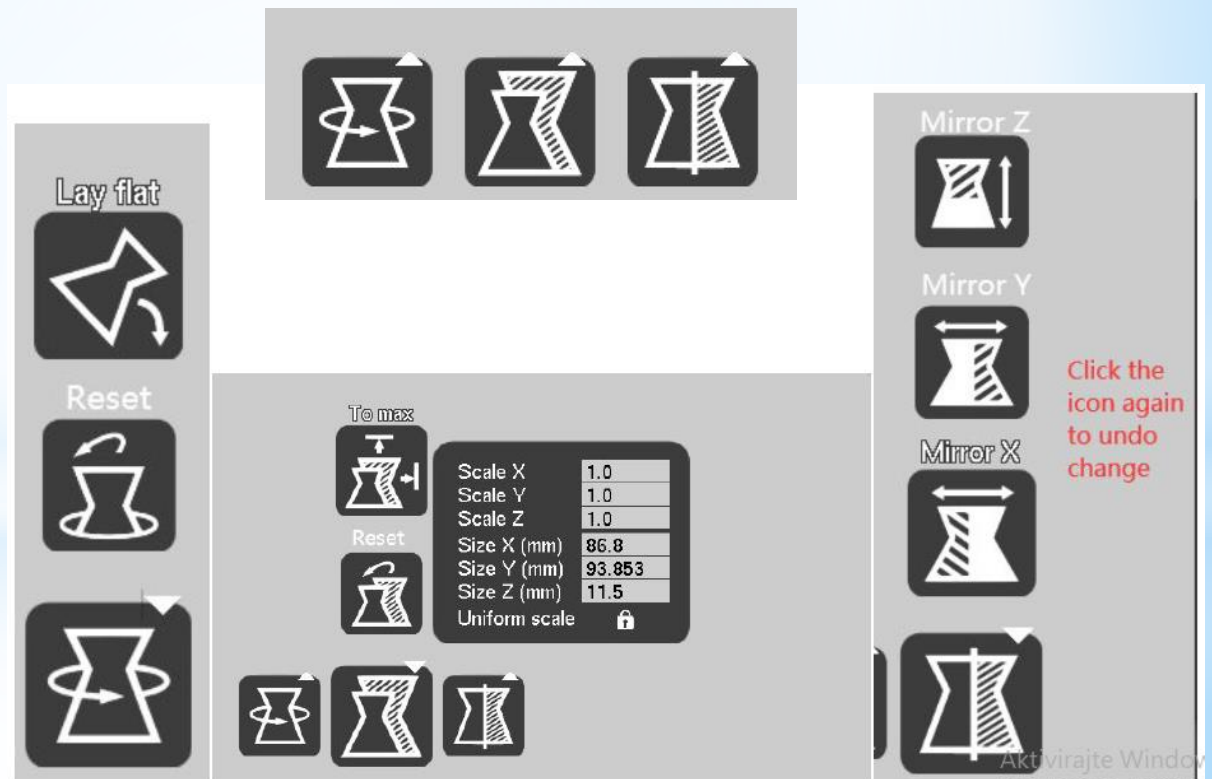 Lay flat
Reset
To max
Reset
Scale X 1.0
Scale Y 1.0
Scale Z 1.0
Size X (mm) 86.8
Size Y (mm) 93.853
Size Z (mm) 11.5
Uniform scale
Mirror Z
Mirror Y
Mirror X
Click the
icon again
to undo
change
Aktivirajte Window